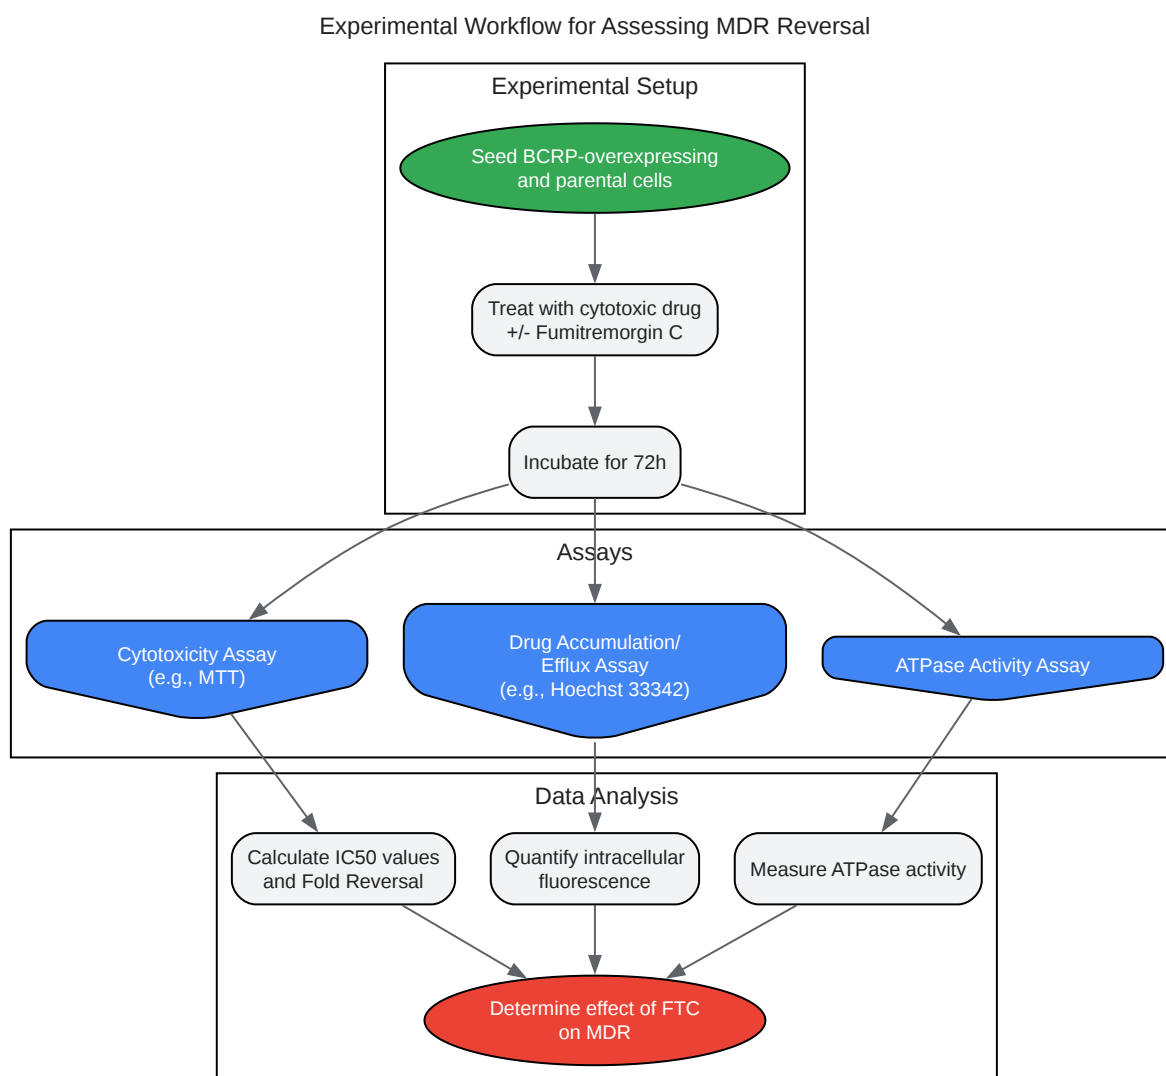 Experimental Workflow for Assessing MDR Reversal
Experimental Setup
Seed BCRP-overexpressing
and parental cells
Treat with cytotoxic drug
+/- Fumitremorgin C
Incubate for 72h
Assays
Cytotoxicity Assay
(e.g., MTT)
Drug Accumulation/
Efflux Assay
(e.g., Hoechst 33342)
ATPase Activity Assay
Data Analysis
Calculate IC50 values
and Fold Reversal
Quantify intracellular
fluorescence
Measure ATPase activity
Determine effect of FTC
on MDR